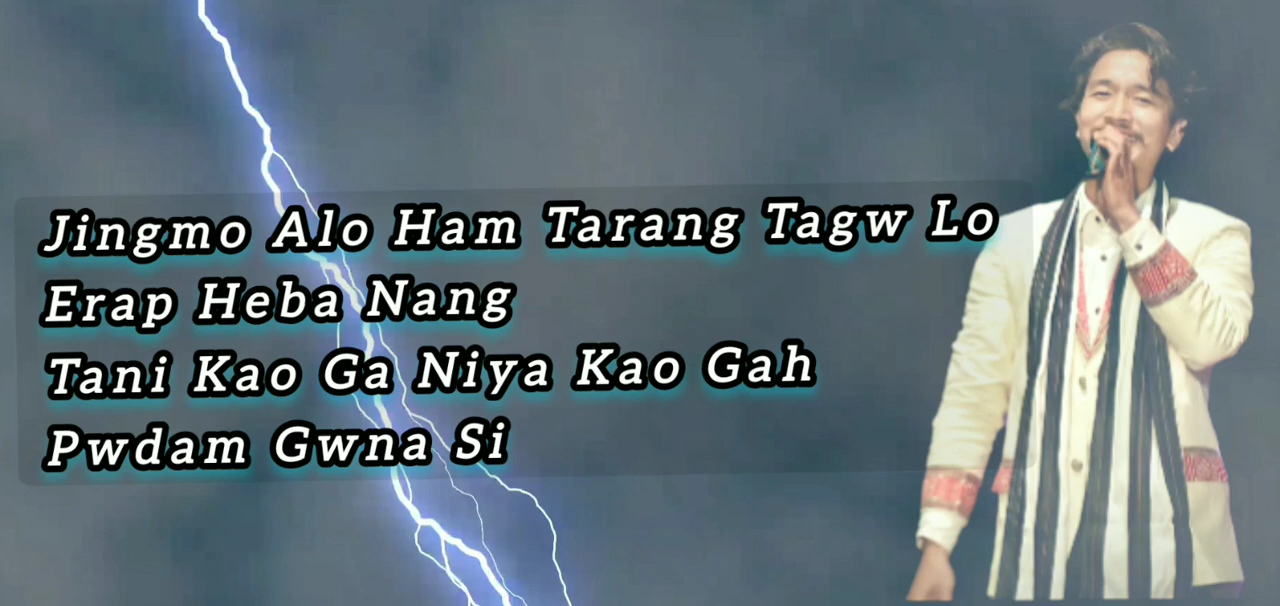 Jingmo Alo Ham Tarang Tagw Lo
Erap Heba Nang
Tani Kao Ga Niya Kao Gah
Pwdam Gwna Si